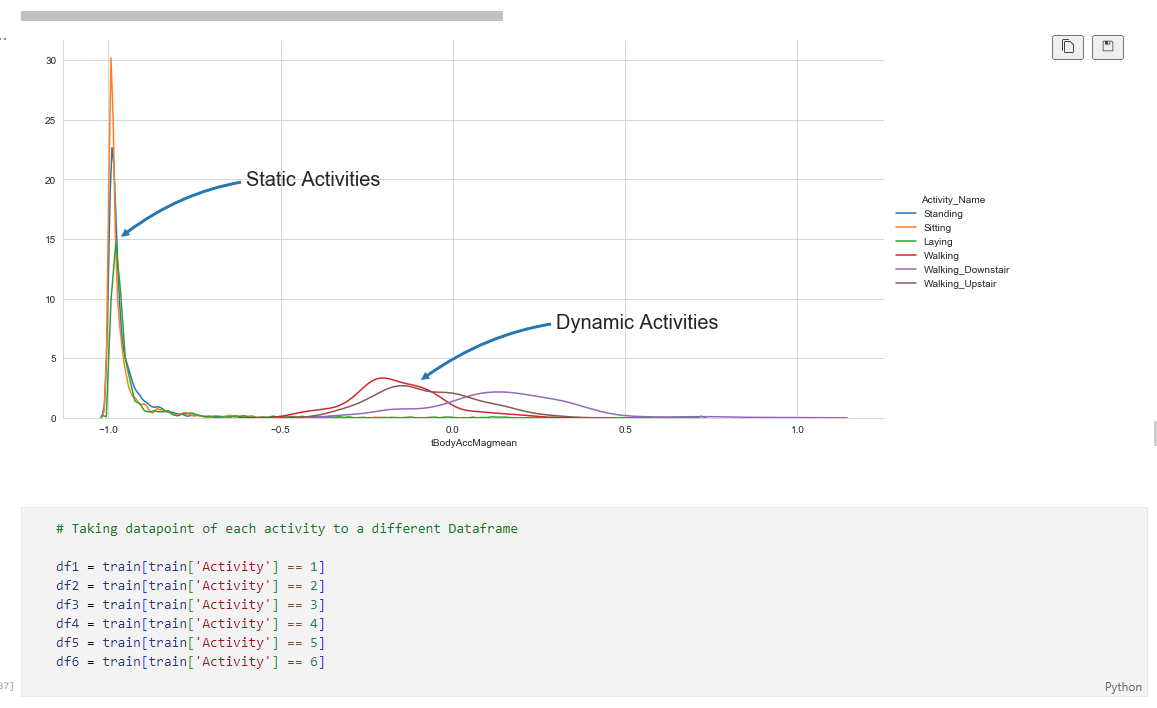 30
25
20
15
10
5
0
−1.0 −0.5 0.0 0.5 1.0
tBodyAccMagmean
Static Activities
Dynamic Activities
Activity_Name
Standing
Sitting
Laying
Walking
Walking_Downstair
Walking_Upstair
# Taking datapoint of each activity to a different Dataframe
df1 = train[train['Activity'] == 1]
df2 = train[train['Activity'] == 2]
df3 = train[train['Activity'] == 3]
df4 = train[train['Activity'] == 4]
df5 = train[train['Activity'] == 5]
df6 = train[train['Activity'] == 6]
37]
Python